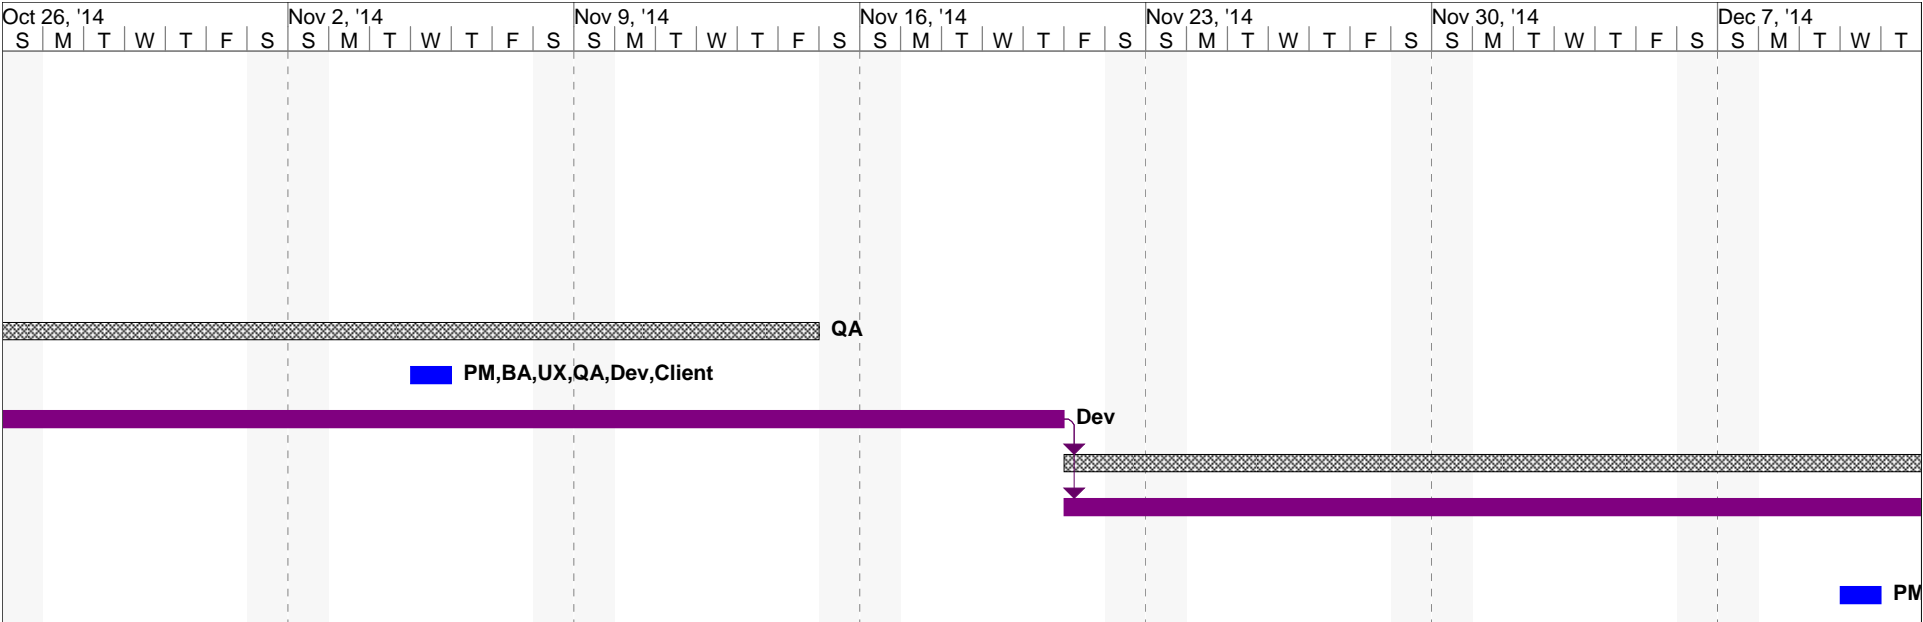 Oct 26, '14 Nov 2, '14 Nov 9, '14 Nov 16, '14 Nov 23, '14 Nov 30, '14 Dec 7, '14
S M T W T F S S M T W T F S S M T W T F S S M T W T F S S M T W T F S S M T W T F S S M T W T
QA
PM,BA,UX,QA,Dev,Client
Dev
PM